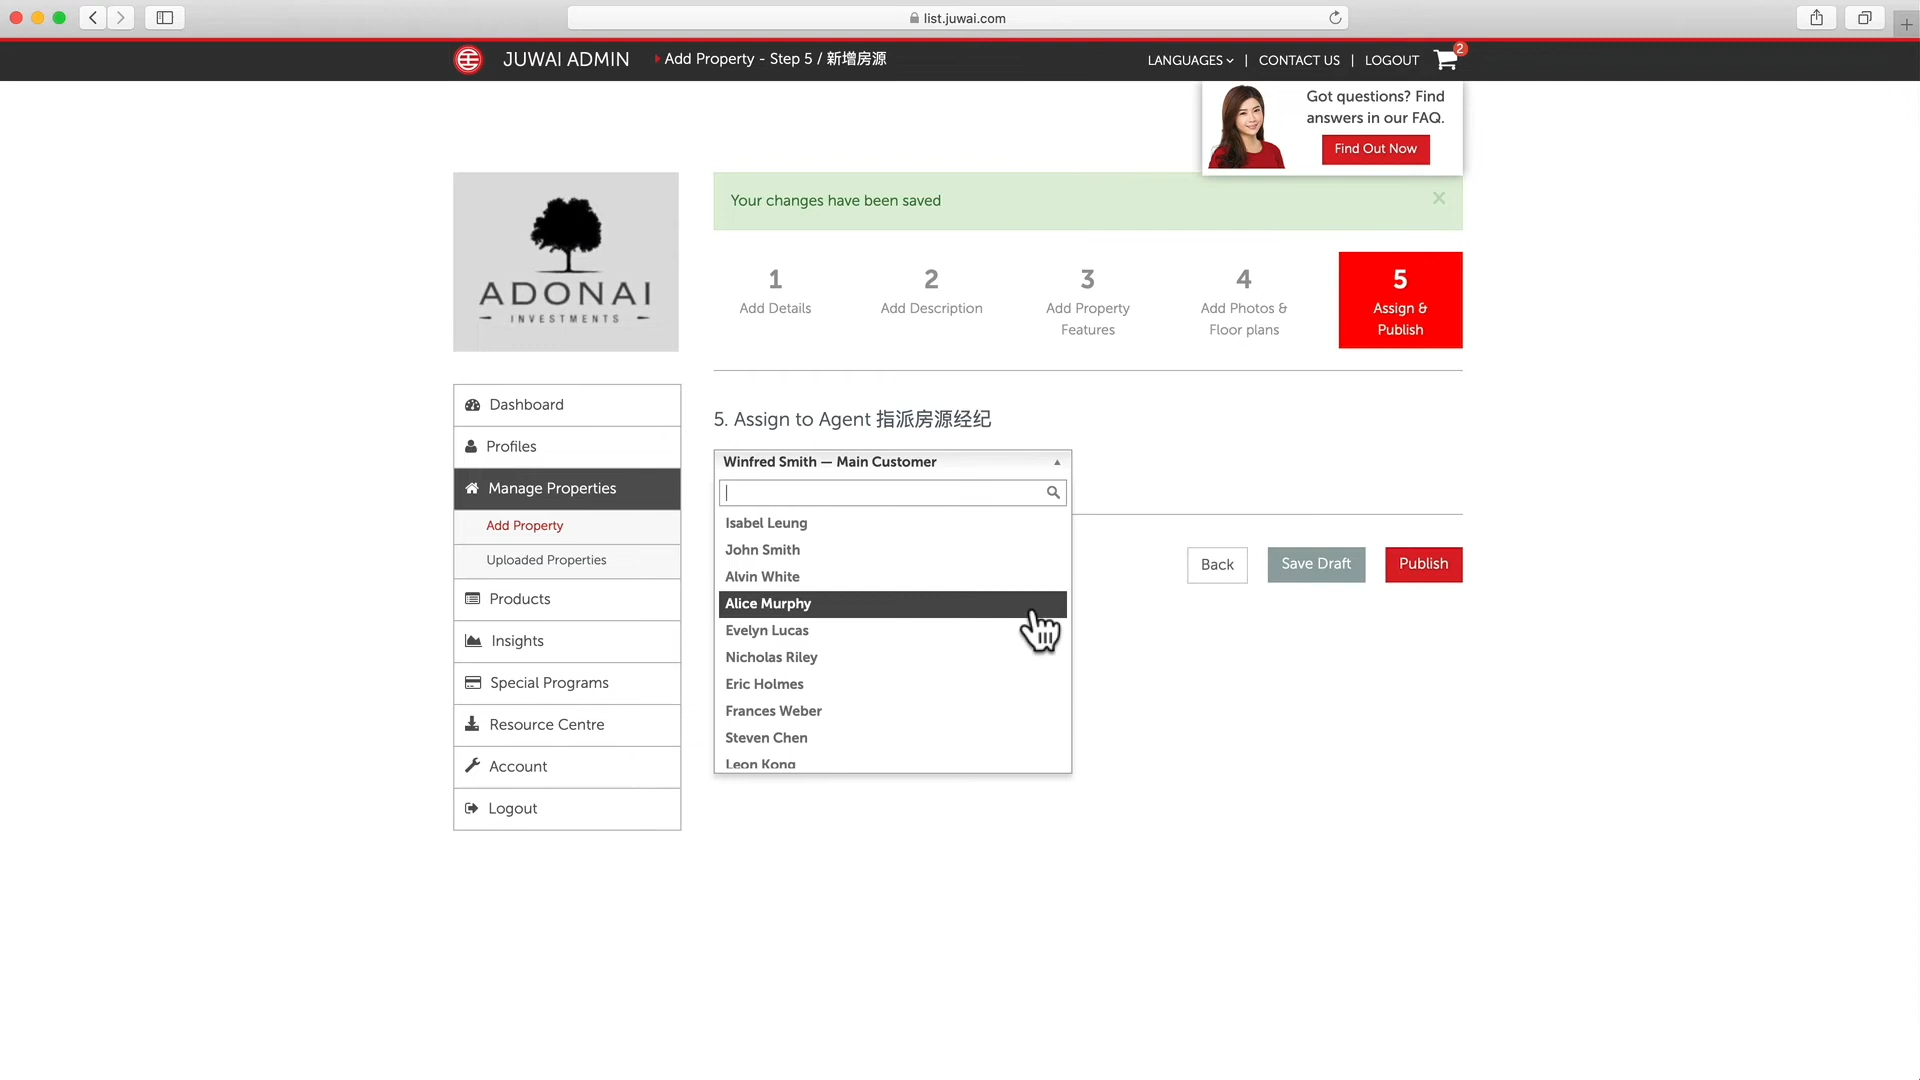 list.juwai.com
JUWAI ADMIN
Add Property - Step 5 / 新增房源
LANGUAGES | CONTACT US | LOGOUT
2
Got questions? Find
answers in our FAQ.
Find Out Now
ADONAI
INVESTMENTS
Your changes have been saved
1
Add Details
2
Add Description
3
Add Property
Features
4
Add Photos &
Floor plans
5
Assign &
Publish
Dashboard
Profiles
Manage Properties
Add Property
Uploaded Properties
Products
Insights
Special Programs
Resource Centre
Account
Logout
5. Assign to Agent 指派房源经纪
Winfred Smith — Main Customer
Isabel Leung
John Smith
Alvin White
Alice Murphy
Evelyn Lucas
Nicholas Riley
Eric Holmes
Frances Weber
Steven Chen
Leon Kong
Back
Save Draft
Publish